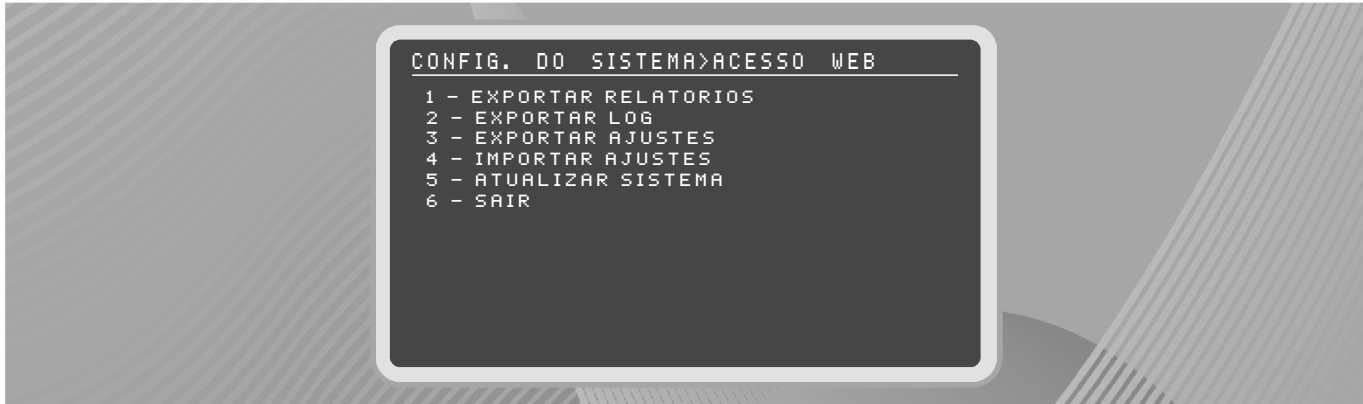 CONFIG. DO SISTEMA>ACESSO WEB
1 - EXPORTAR RELATORIOS
2 - EXPORTAR LOG
3 - EXPORTAR AJUSTES
4 - IMPORTAR AJUSTES
5 - ATUALIZAR SISTEMA
6 - SAIR